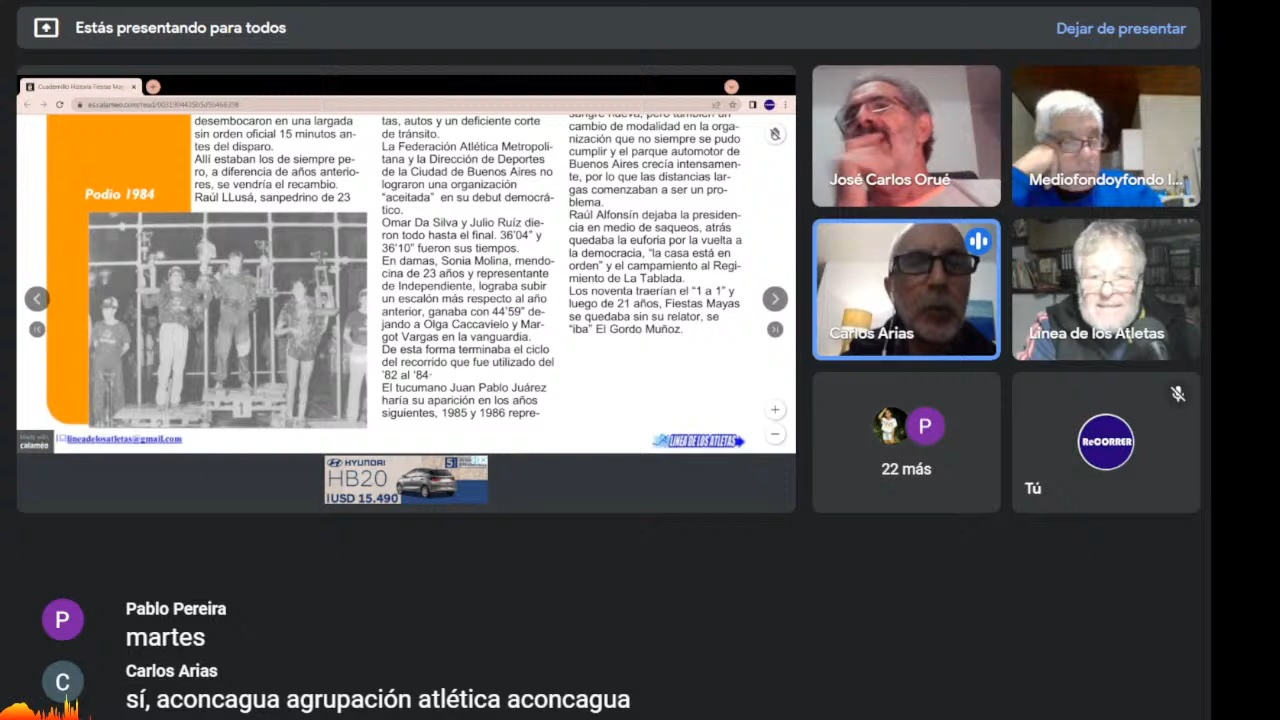 Estás presentando para todos
Dejar de presentar
Cuadernillo Historia Fiestas May
desembocaron en una largada
sin orden oficial 15 minutos an-
tes del disparo.
Allí estaban los de siempre pe-
ro, a diferencia de años anterio-
res, se vendría el recambio.
Raúl LLusá, sanpedrino de 23
Podio 1984
1
tas, autos y un deficiente corte
de tránsito.
La Federación Atlética Metropoli-
tana y la Dirección de Deportes
de la Ciudad de Buenos Aires no
lograron una organización
"aceitada" en su debut democrá-
tico.
Omar Da Silva y Julio Ruíz die-
ron todo hasta el final. 36'04" y
36'10" fueron sus tiempos.
En damas, Sonia Molina, mendo-
cina de 23 años y representante
de Independiente, lograba subir
un escalón más respecto al año
anterior, ganaba con 44'59" de-
jando a Olga Caccavielo y Mar-
got Vargas en la vanguardia.
De esta forma terminaba el ciclo
del recorrido que fue utilizado del
'82 al '84·
El tucumano Juan Pablo Juárez
haría su aparición en los años
siguientes, 1985 y 1986 repre-
sangre nueva, pero también un
cambio de modalidad en la orga-
nización que no siempre se pudo
cumplir y el parque automotor de
Buenos Aires crecía intensamen-
te, por lo que las distancias lar-
gas comenzaban a ser un pro-
blema.
Raúl Alfonsín dejaba la presiden-
cia en medio de saqueos, atrás
quedaba la euforia por la vuelta a
la democracia, "la casa está en
orden" y el campamento al Regi-
miento de La Tablada.
Los noventa traerían el "1 a 1" y
luego de 21 años, Fiestas Mayas
se quedaba sin su relator, se
"iba" El Gordo Muñoz.
Made with
calaméo
lineadelosatletas@gmail.com
LINEA DE LOS ATLETAS
HYUNDAI
HB20
USD 15.490
5
José Carlos Orué
Mediofondoyfondo I...
Carlos Arias
Línea de los Atletas
P
22 más
ReCORRER
Tú
P
Pablo Pereira
martes
C
Carlos Arias
sí, aconcagua agrupación atlética aconcagua